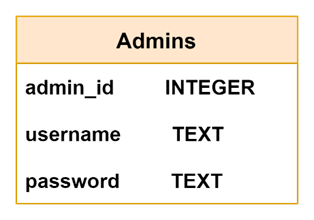 Admins
admin_id INTEGER
username TEXT
password TEXT